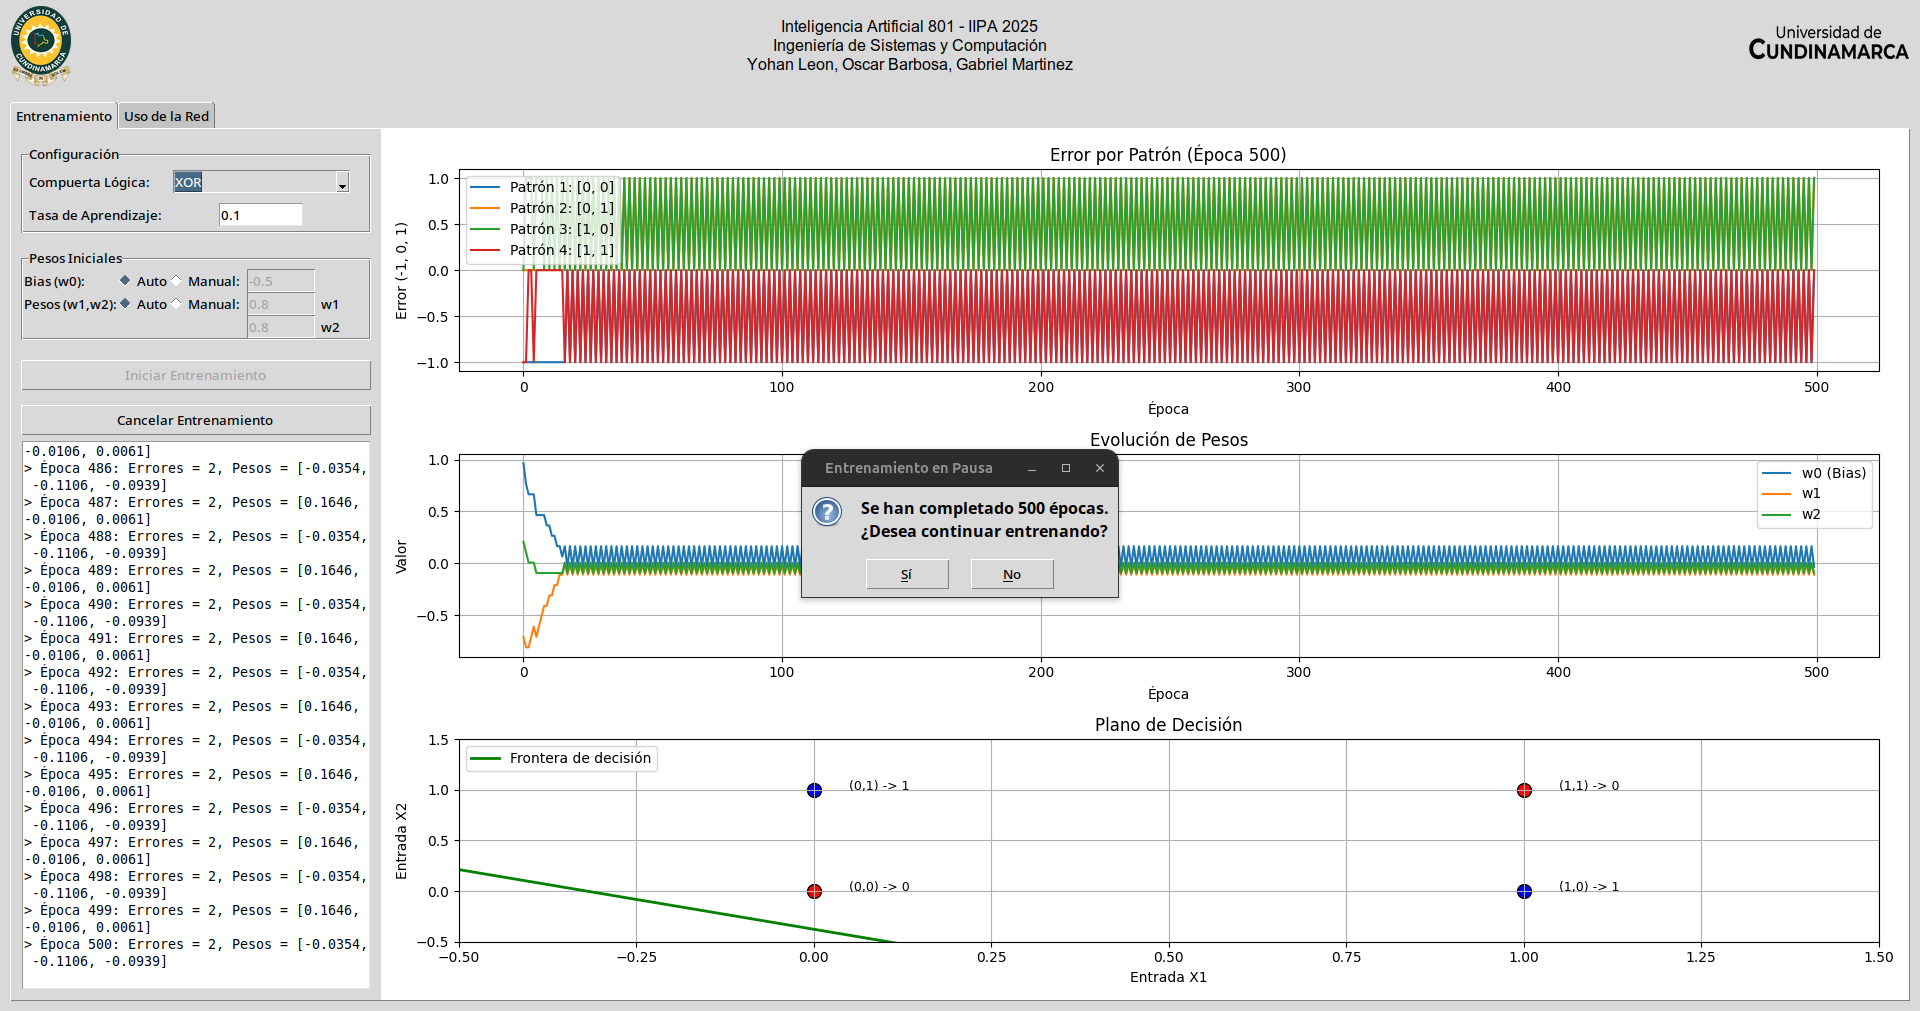 Inteligencia Artificial 801 - IIPA 2025
Ingeniería de Sistemas y Computación
Yohan Leon, Oscar Barbosa, Gabriel Martinez
UNIVERSIDAD DE
CUNDINAMARCA
Universidad de
CUNDINAMARCA
Entrenamiento
Uso de la Red
Configuración
Compuerta Lógica:
XOR
Tasa de Aprendizaje:
0.1
Pesos Iniciales
Bias (w0):
Auto
Manual:
-0.5
Pesos (w1,w2):
Auto
Manual:
0.8
w1
0.8
w2
Iniciar Entrenamiento
Cancelar Entrenamiento
-0.0106, 0.0061]
> Época 486: Errores = 2, Pesos = [-0.0354,
-0.1106, -0.0939]
> Época 487: Errores = 2, Pesos = [0.1646,
-0.0106, 0.0061]
> Época 488: Errores = 2, Pesos = [-0.0354,
-0.1106, -0.0939]
> Época 489: Errores = 2, Pesos = [0.1646,
-0.0106, 0.0061]
> Época 490: Errores = 2, Pesos = [-0.0354,
-0.1106, -0.0939]
> Época 491: Errores = 2, Pesos = [0.1646,
-0.0106, 0.0061]
> Época 492: Errores = 2, Pesos = [-0.0354,
-0.1106, -0.0939]
> Época 493: Errores = 2, Pesos = [0.1646,
-0.0106, 0.0061]
> Época 494: Errores = 2, Pesos = [-0.0354,
-0.1106, -0.0939]
> Época 495: Errores = 2, Pesos = [0.1646,
-0.0106, 0.0061]
> Época 496: Errores = 2, Pesos = [-0.0354,
-0.1106, -0.0939]
> Época 497: Errores = 2, Pesos = [0.1646,
-0.0106, 0.0061]
> Época 498: Errores = 2, Pesos = [-0.0354,
-0.1106, -0.0939]
> Época 499: Errores = 2, Pesos = [0.1646,
-0.0106, 0.0061]
> Época 500: Errores = 2, Pesos = [-0.0354,
-0.1106, -0.0939]
Error por Patrón (Época 500)
Error (-1, 0, 1)
1.0
0.5
0.0
−0.5
−1.0
Patrón 1: [0, 0]
Patrón 2: [0, 1]
Patrón 3: [1, 0]
Patrón 4: [1, 1]
0
100
200
300
400
500
Época
Evolución de Pesos
Valor
1.0
0.5
0.0
−0.5
w0 (Bias)
w1
w2
0
100
200
300
400
500
Época
Entrenamiento en Pausa
Se han completado 500 épocas.
¿Desea continuar entrenando?
Sí
No
Plano de Decisión
Entrada X2
1.5
1.0
0.5
0.0
−0.5
Frontera de decisión
(0,1) -> 1
(1,1) -> 0
(0,0) -> 0
(1,0) -> 1
−0.50
−0.25
0.00
0.25
0.50
0.75
1.00
1.25
1.50
Entrada X1